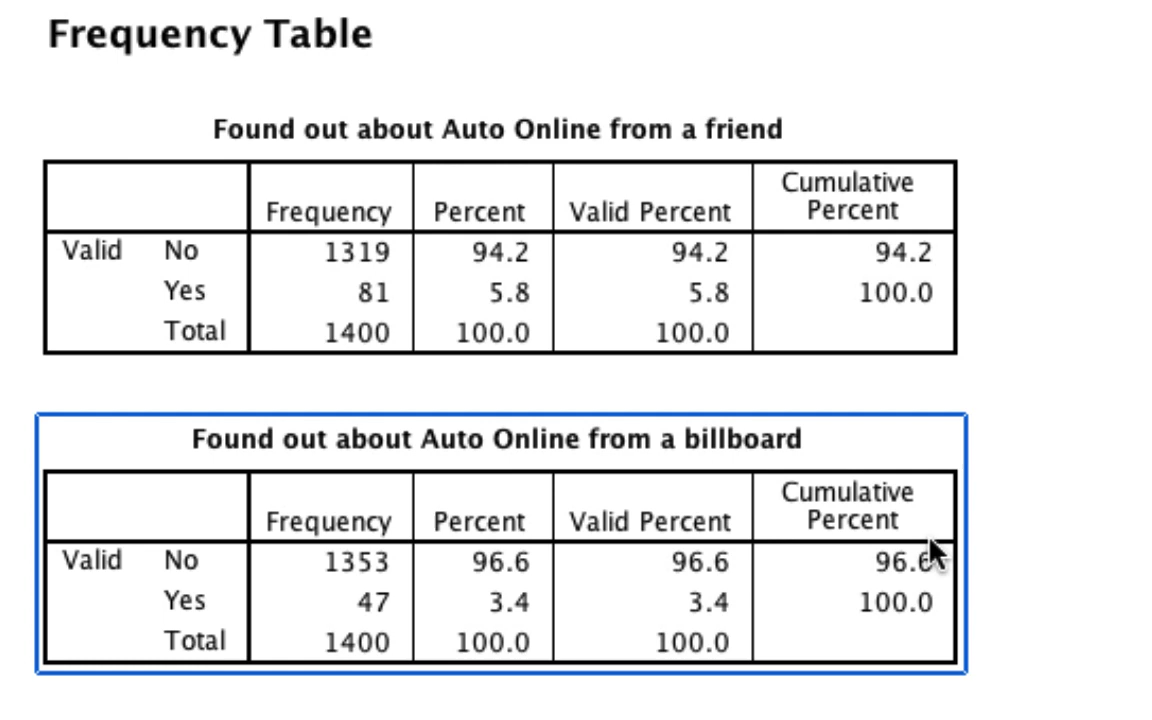 Frequency Table
Found out about Auto Online from a friend
Frequency Percent Valid Percent Cumulative Percent
Valid No 1319 94.2 94.2 94.2
Yes 81 5.8 5.8 100.0
Total 1400 100.0 100.0
Found out about Auto Online from a billboard
Frequency Percent Valid Percent Cumulative Percent
Valid No 1353 96.6 96.6 96.6
Yes 47 3.4 3.4 100.0
Total 1400 100.0 100.0